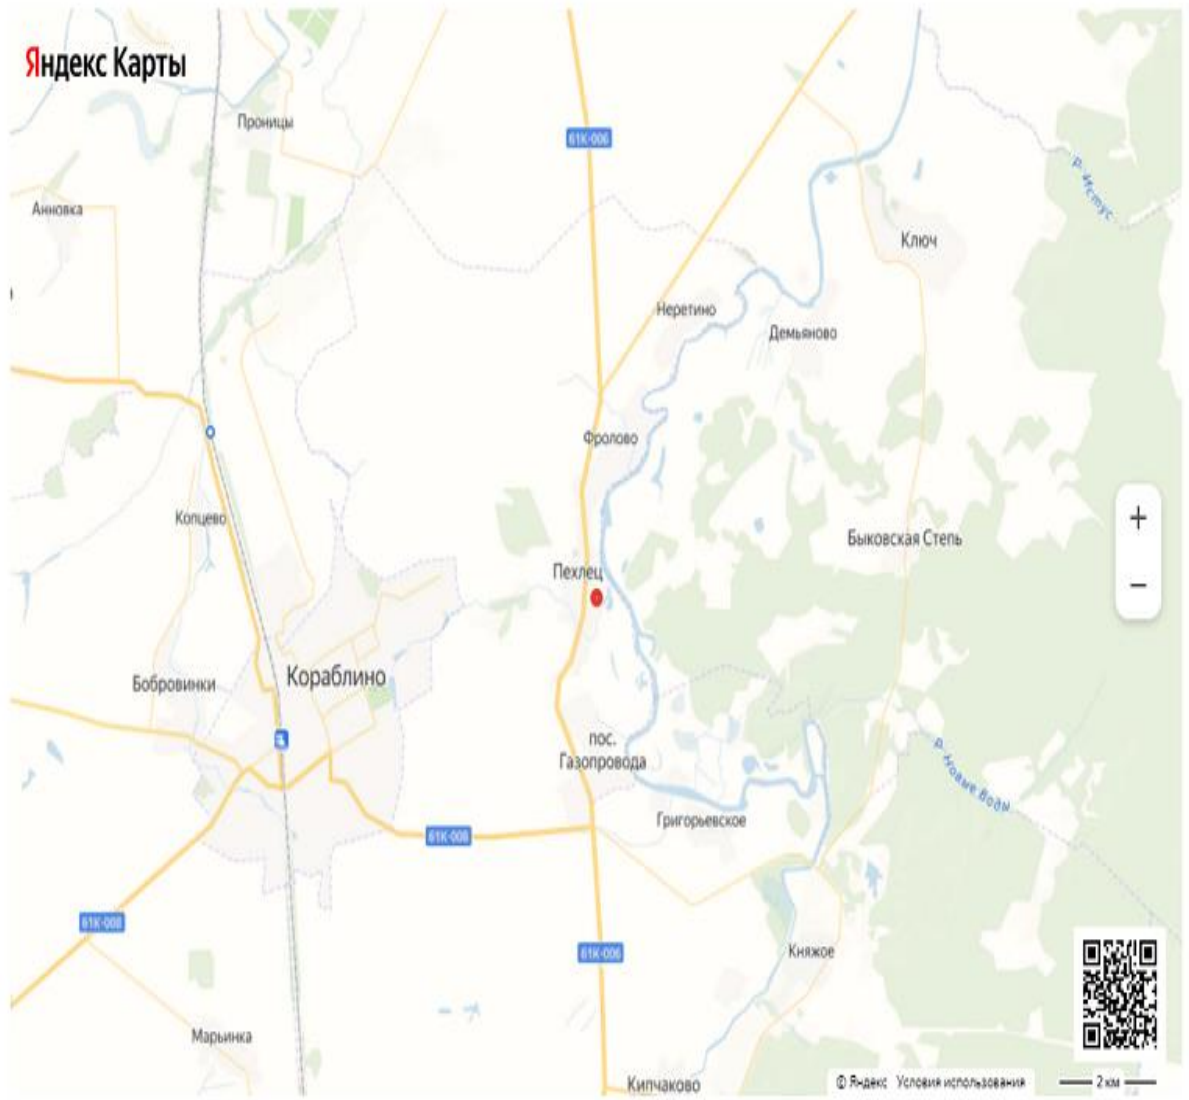 Яндекс Карты
Проницы
61К-006
р. Истус
Анновка
Ключ
Неретино
Демьяново
Фролово
Копцево
Быковская Степь
+
Пехлец
−
Кораблино
Бобровинки
пос.
Газопровода
р. Новые Воды
Григорьевское
61К-008
61К-008
61К-006
Княжое
Марьинка
Кипчаково
© Яндекс Условия использования
2 км